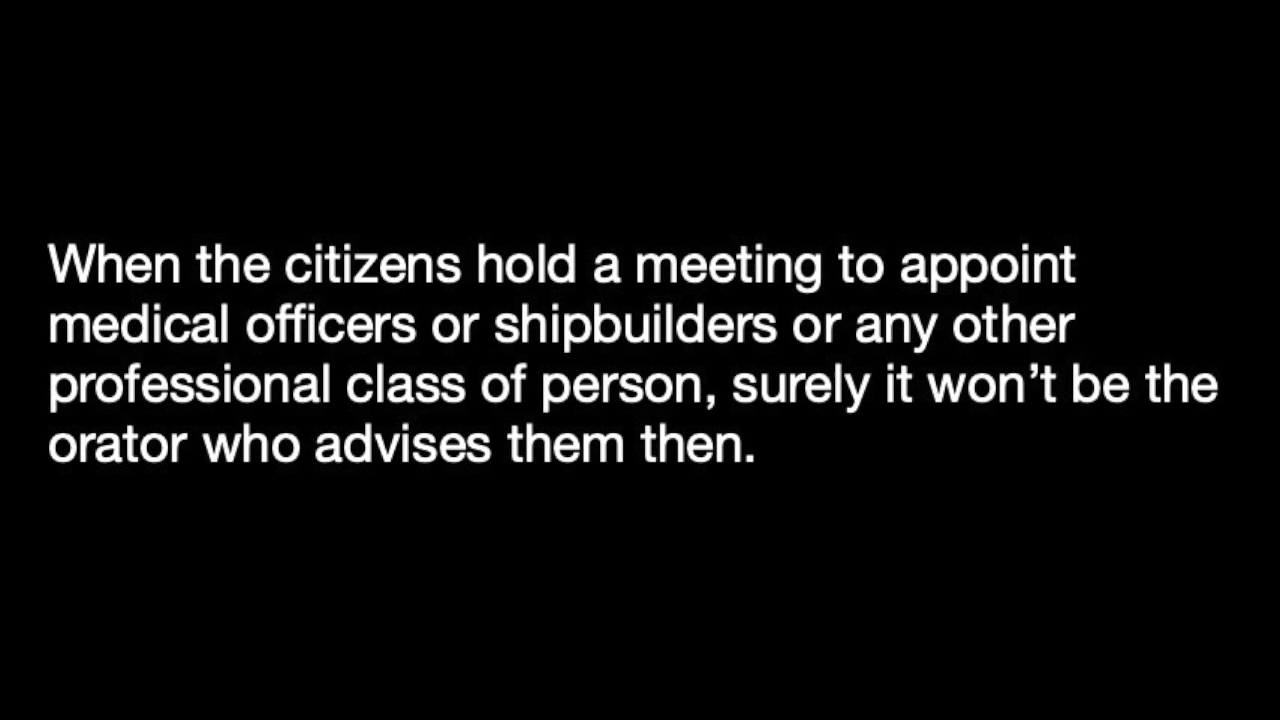 When the citizens hold a meeting to appoint
medical officers or shipbuilders or any other
professional class of person, surely it won’t be the
orator who advises them then.